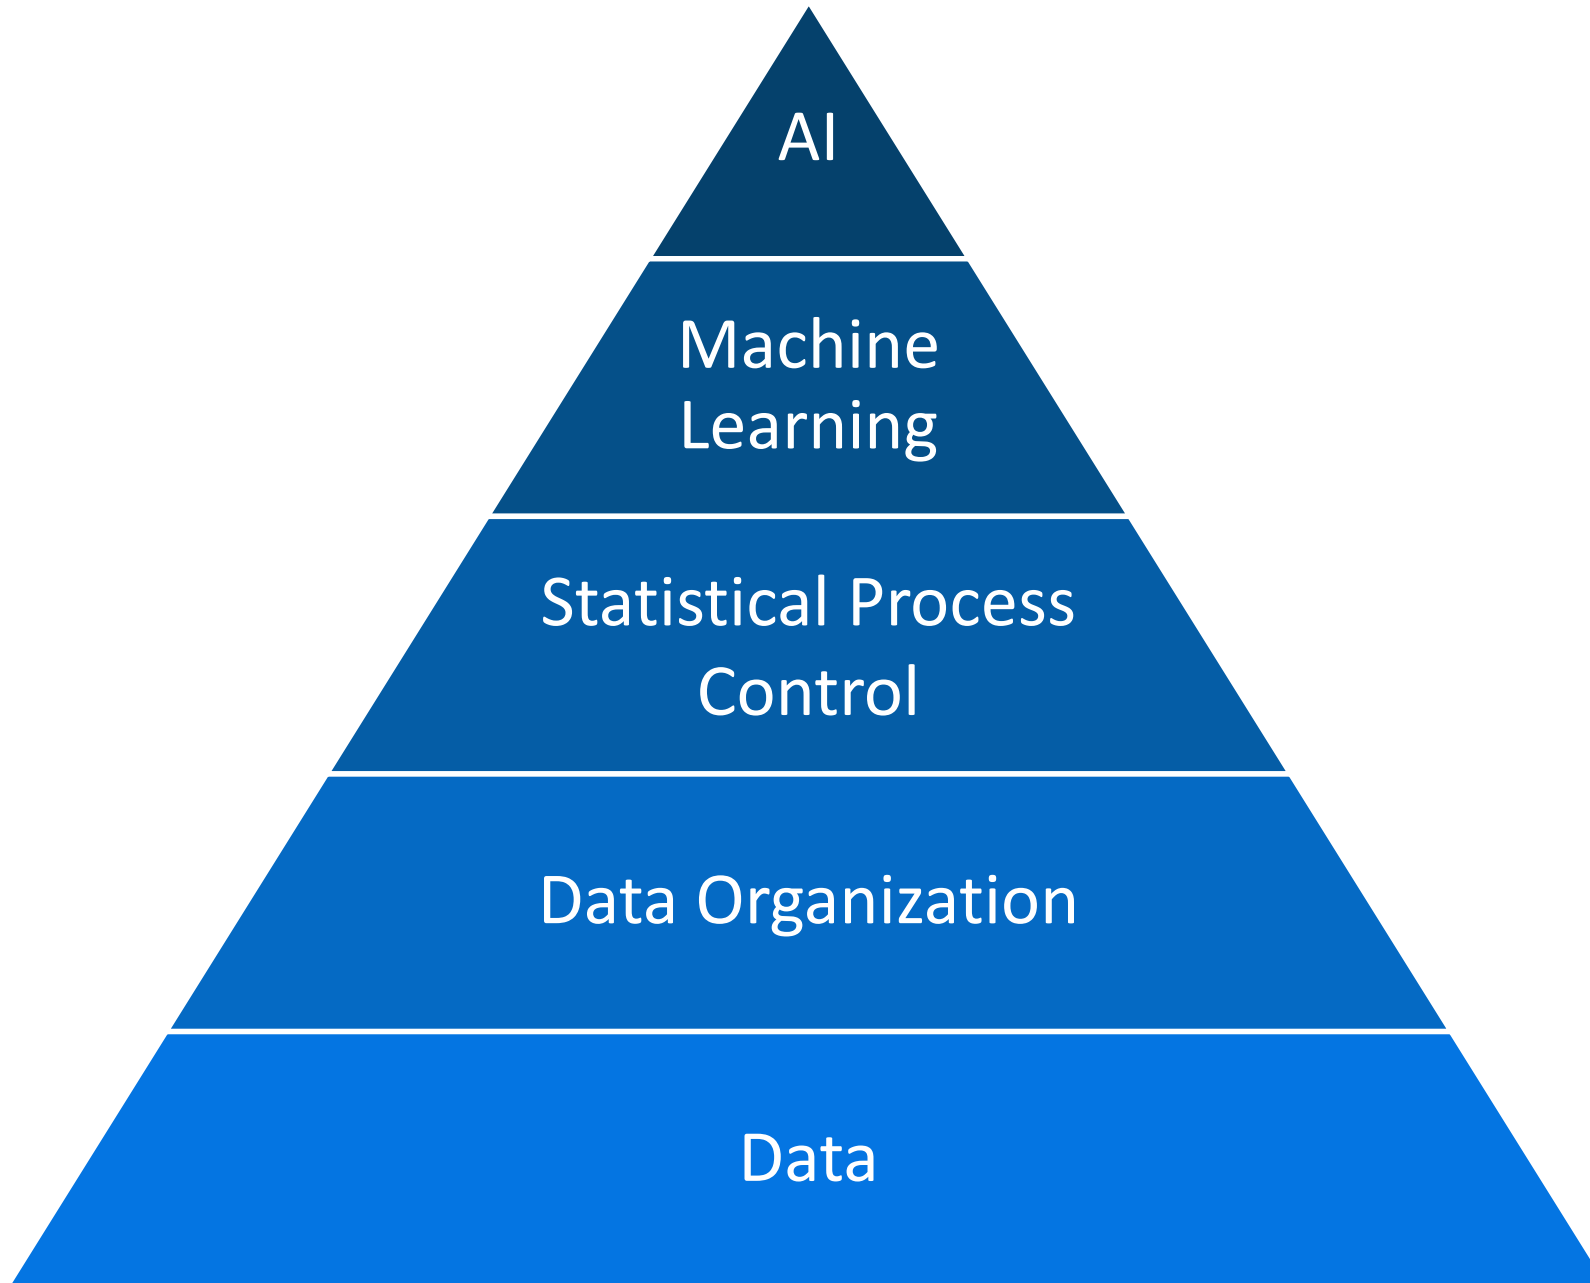 AI
Machine
Learning
Statistical Process
Control
Data Organization
Data